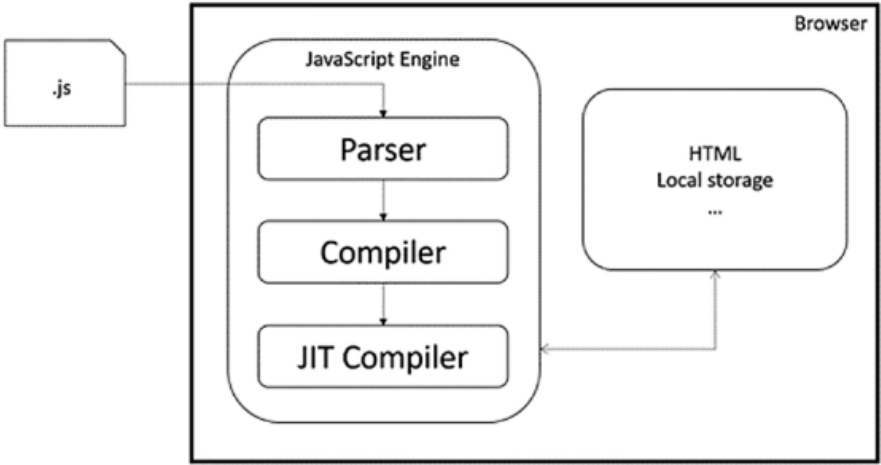 Browser
.js
JavaScript Engine
Parser
Compiler
JIT Compiler
HTML
Local storage
...